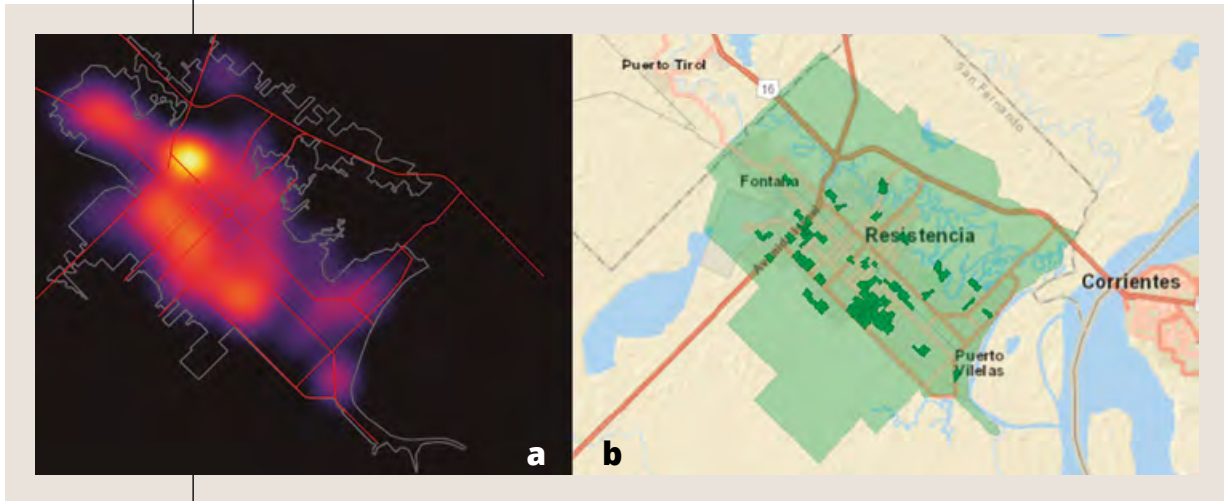 Puerto Tirol
16
San Fernando
Fontana
Resistencia
Corrientes
Puerto
Vilelas
a
b